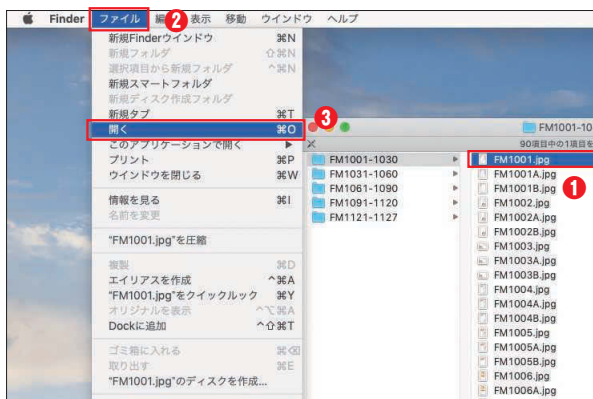 Finder ファイル 編 2 表示 移動 ウインドウ ヘルプ
新規Finderウインドウ ⌘N
新規フォルダ ⇧⌘N
選択項目から新規フォルダ ^⌘N
新規スマートフォルダ
新規ディスク作成フォルダ
新規タブ ⌘T
開く ⌘O
3
このアプリケーションで開く ▶
プリント ⌘P
ウインドウを閉じる ⌘W
情報を見る ⌘I
名前を変更
"FM1001.jpg"を圧縮
複製 ⌘D
エイリアスを作成 ^⌘A
"FM1001.jpg"をクイックルック ⌘Y
オリジナルを表示 ^⌥⌘A
Dockに追加 ^⇧⌘T
ゴミ箱に入れる ⌘⌫
取り出す ⌘E
"FM1001.jpg"のディスクを作成...
FM1001-10
90項目中の1項目を
FM1001-1030
FM1031-1060
FM1061-1090
FM1091-1120
FM1121-1127
FM1001.jpg
1
FM1001A.jpg
FM1001B.jpg
FM1002.jpg
FM1002A.jpg
FM1002B.jpg
FM1003.jpg
FM1003A.jpg
FM1003B.jpg
FM1004.jpg
FM1004A.jpg
FM1004B.jpg
FM1005.jpg
FM1005A.jpg
FM1005B.jpg
FM1006.jpg
FM1006A.jpg